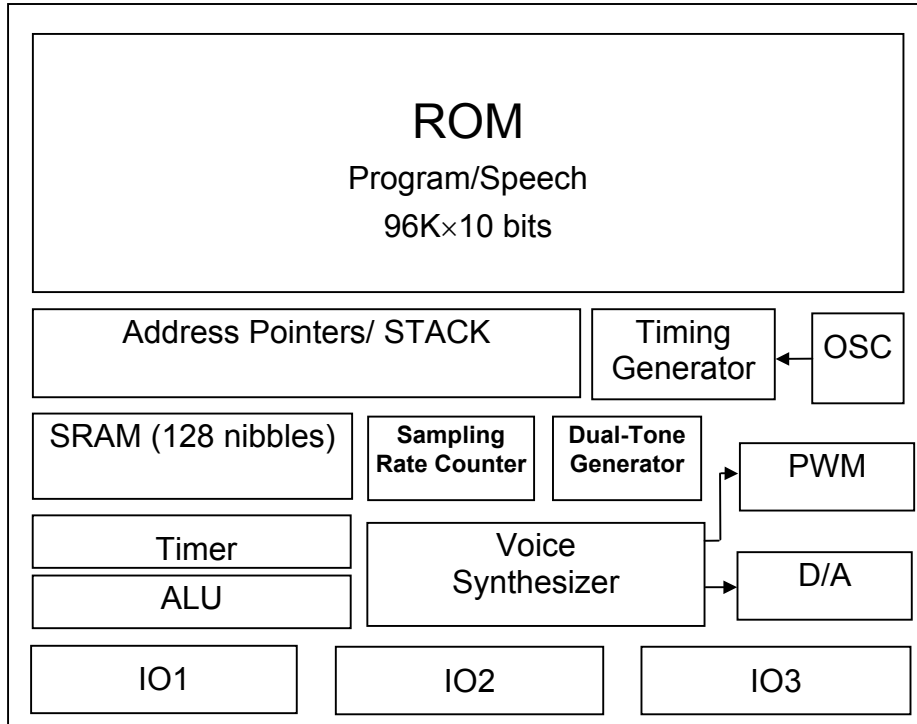 ROM
Program/Speech
96K×10 bits
Address Pointers/ STACK
Timing
Generator
OSC
SRAM (128 nibbles)
Sampling
Rate Counter
Dual-Tone
Generator
PWM
Timer
Voice
Synthesizer
D/A
ALU
IO1
IO2
IO3